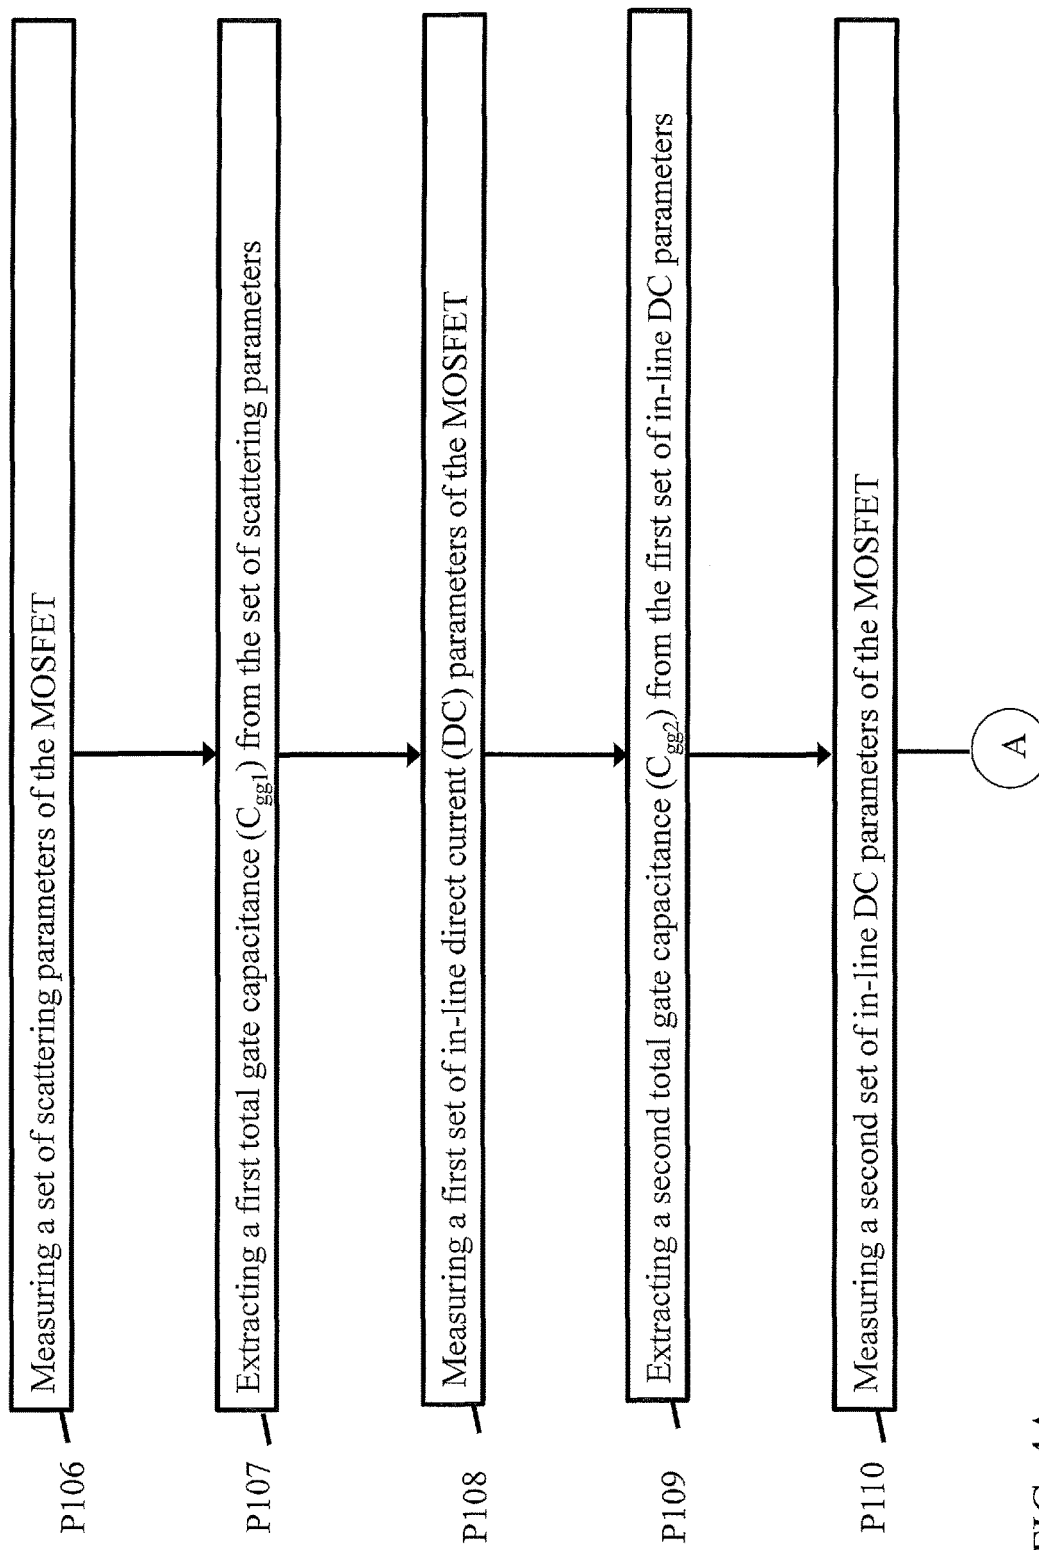 P106
Measuring a set of scattering parameters of the MOSFET
P107
Extracting a first total gate capacitance (Cgg1) from the set of scattering parameters
P108
Measuring a first set of in-line direct current (DC) parameters of the MOSFET
P109
Extracting a second total gate capacitance (Cgg2) from the first set of in-line DC parameters
P110
Measuring a second set of in-line DC parameters of the MOSFET
A